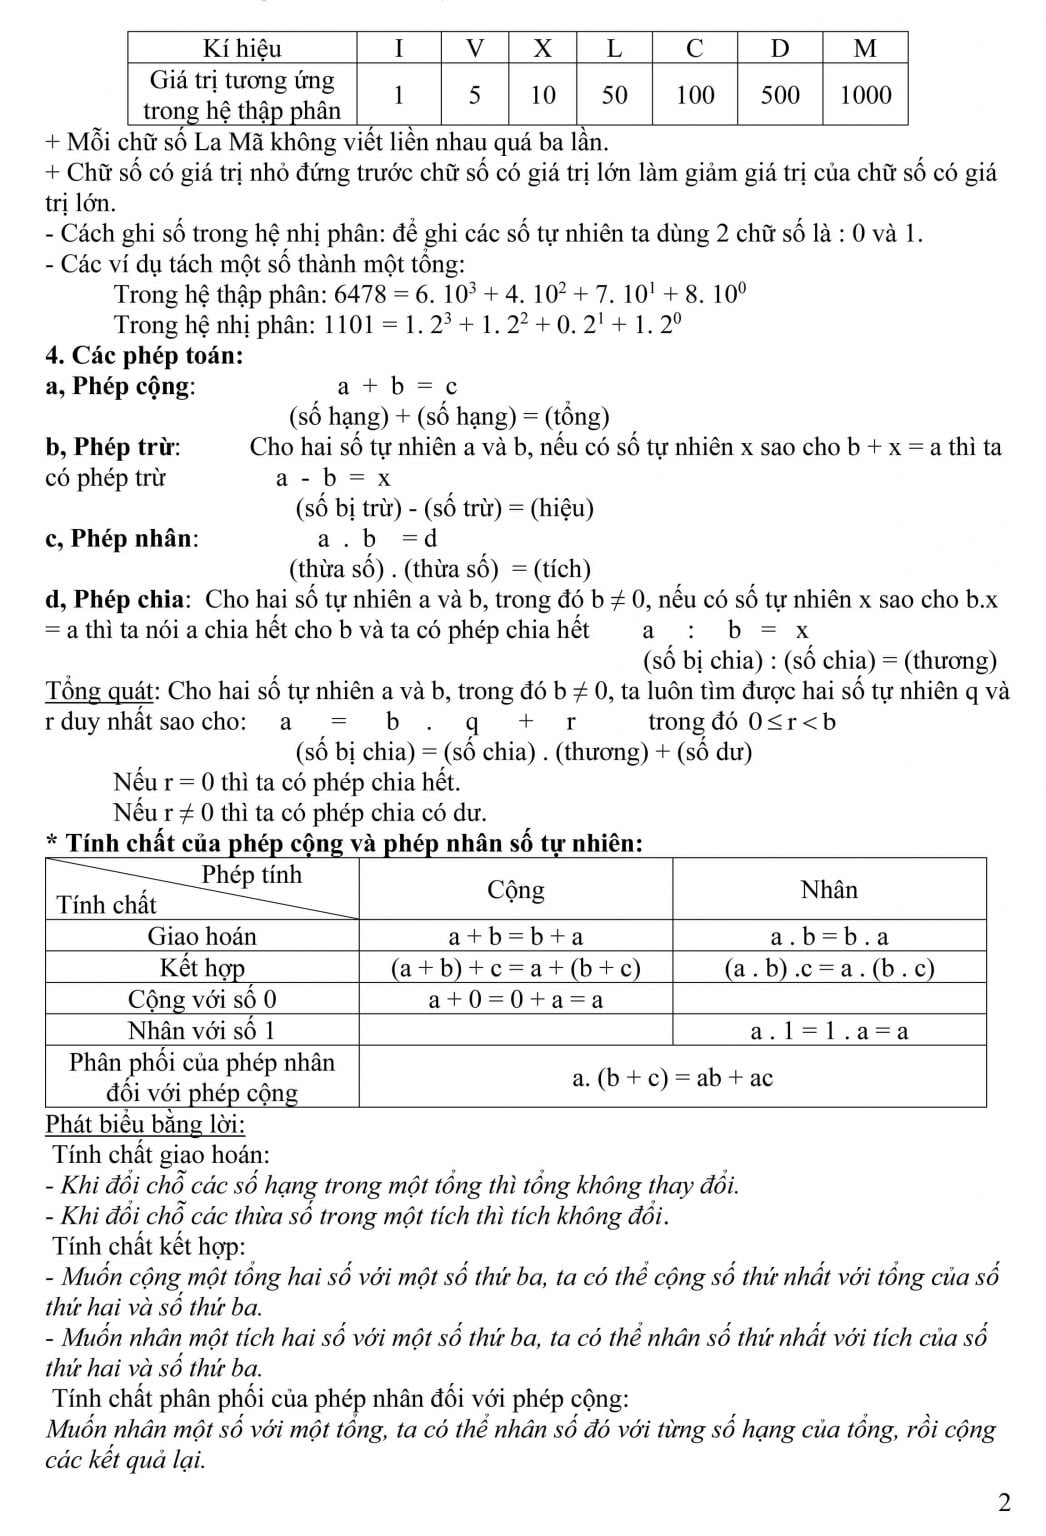 Kí hiệu I V X L C D M
Giá trị tương ứng
trong hệ thập phân 1 5 10 50 100 500 1000
+ Mỗi chữ số La Mã không viết liền nhau quá ba lần.
+ Chữ số có giá trị nhỏ đứng trước chữ số có giá trị lớn làm giảm giá trị của chữ số có giá
trị lớn.
- Cách ghi số trong hệ nhị phân: để ghi các số tự nhiên ta dùng 2 chữ số là : 0 và 1.
- Các ví dụ tách một số thành một tổng:
Trong hệ thập phân: 6478 = 6. 10³ + 4. 10² + 7. 10¹ + 8. 10⁰
Trong hệ nhị phân: 1101 = 1. 2³ + 1. 2² + 0. 2¹ + 1. 2⁰
4. Các phép toán:
a, Phép cộng: a + b = c
(số hạng) + (số hạng) = (tổng)
b, Phép trừ: Cho hai số tự nhiên a và b, nếu có số tự nhiên x sao cho b + x = a thì ta
có phép trừ a - b = x
(số bị trừ) - (số trừ) = (hiệu)
c, Phép nhân: a . b = d
(thừa số) . (thừa số) = (tích)
d, Phép chia: Cho hai số tự nhiên a và b, trong đó b ≠ 0, nếu có số tự nhiên x sao cho b.x
= a thì ta nói a chia hết cho b và ta có phép chia hết a : b = x
(số bị chia) : (số chia) = (thương)
Tổng quát: Cho hai số tự nhiên a và b, trong đó b ≠ 0, ta luôn tìm được hai số tự nhiên q và
r duy nhất sao cho: a = b . q + r trong đó 0 ≤ r < b
(số bị chia) = (số chia) . (thương) + (số dư)
Nếu r = 0 thì ta có phép chia hết.
Nếu r ≠ 0 thì ta có phép chia có dư.
* Tính chất của phép cộng và phép nhân số tự nhiên:
Phép tính
Tính chất Cộng Nhân
Giao hoán a + b = b + a a . b = b . a
Kết hợp (a + b) + c = a + (b + c) (a . b) .c = a . (b . c)
Cộng với số 0 a + 0 = 0 + a = a
Nhân với số 1 a . 1 = 1 . a = a
Phân phối của phép nhân
đối với phép cộng a. (b + c) = ab + ac
Phát biểu bằng lời:
Tính chất giao hoán:
- Khi đổi chỗ các số hạng trong một tổng thì tổng không thay đổi.
- Khi đổi chỗ các thừa số trong một tích thì tích không đổi.
Tính chất kết hợp:
- Muốn cộng một tổng hai số với một số thứ ba, ta có thể cộng số thứ nhất với tổng của số
thứ hai và số thứ ba.
- Muốn nhân một tích hai số với một số thứ ba, ta có thể nhân số thứ nhất với tích của số
thứ hai và số thứ ba.
Tính chất phân phối của phép nhân đối với phép cộng:
Muốn nhân một số với một tổng, ta có thể nhân số đó với từng số hạng của tổng, rồi cộng
các kết quả lại.
2